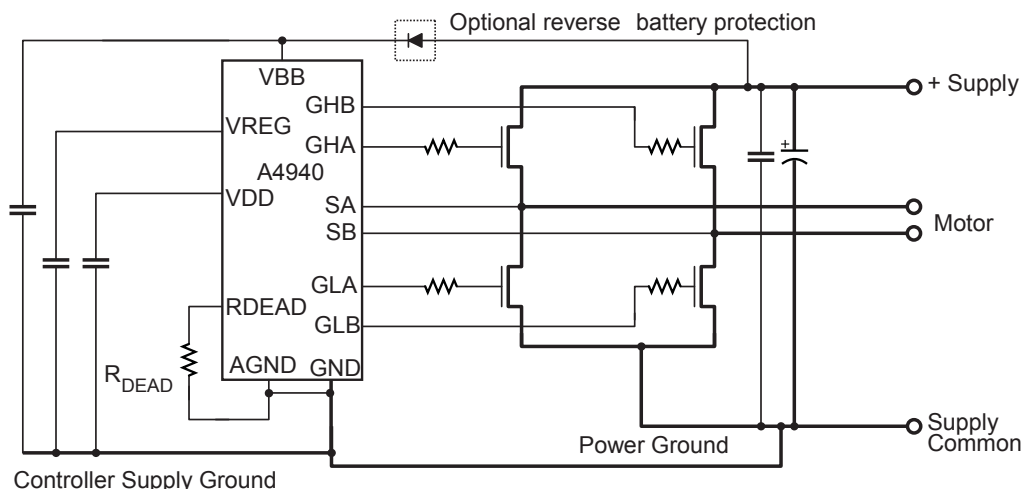 Optional reverse battery protection
VBB
GHB
+ Supply
VREG
GHA
A4940
VDD
SA
SB
Motor
GLA
RDEAD
GLB
AGND
GND
RDEAD
+
Supply
Common
Power Ground
Controller Supply Ground